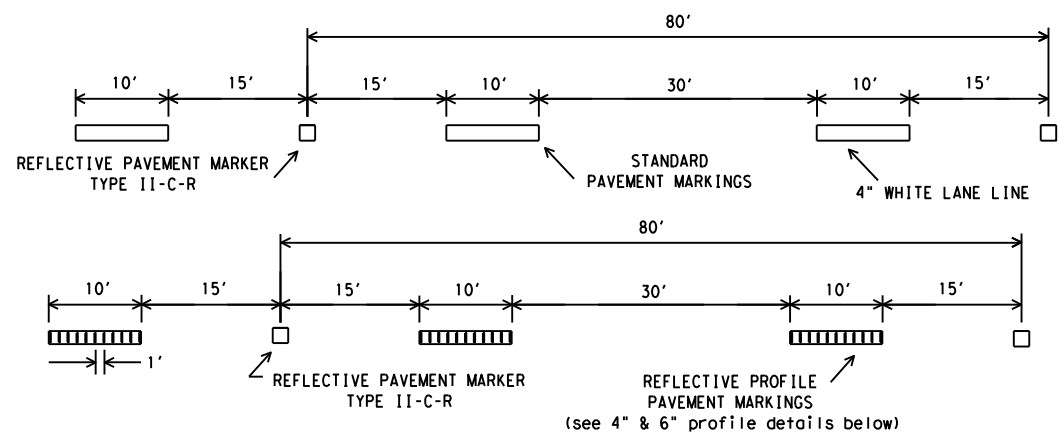 80'
10'
15'
15'
10'
30'
10'
15'
REFLECTIVE PAVEMENT MARKER
TYPE II-C-R
STANDARD
PAVEMENT MARKINGS
4" WHITE LANE LINE
80'
10'
15'
15'
10'
30'
10'
15'
1'
REFLECTIVE PAVEMENT MARKER
TYPE II-C-R
REFLECTIVE PROFILE
PAVEMENT MARKINGS
(see 4" & 6" profile details below)